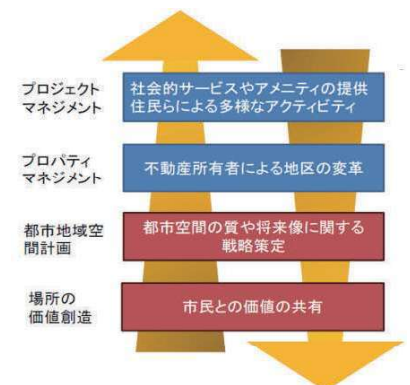 プロジェクト
マネジメント
社会的サービスやアメニティの提供
住民らによる多様なアクティビティ
プロパティ
マネジメント
不動産所有者による地区の変革
都市地域空
間計画
都市空間の質や将来像に関する
戦略策定
場所の
価値創造
市民との価値の共有